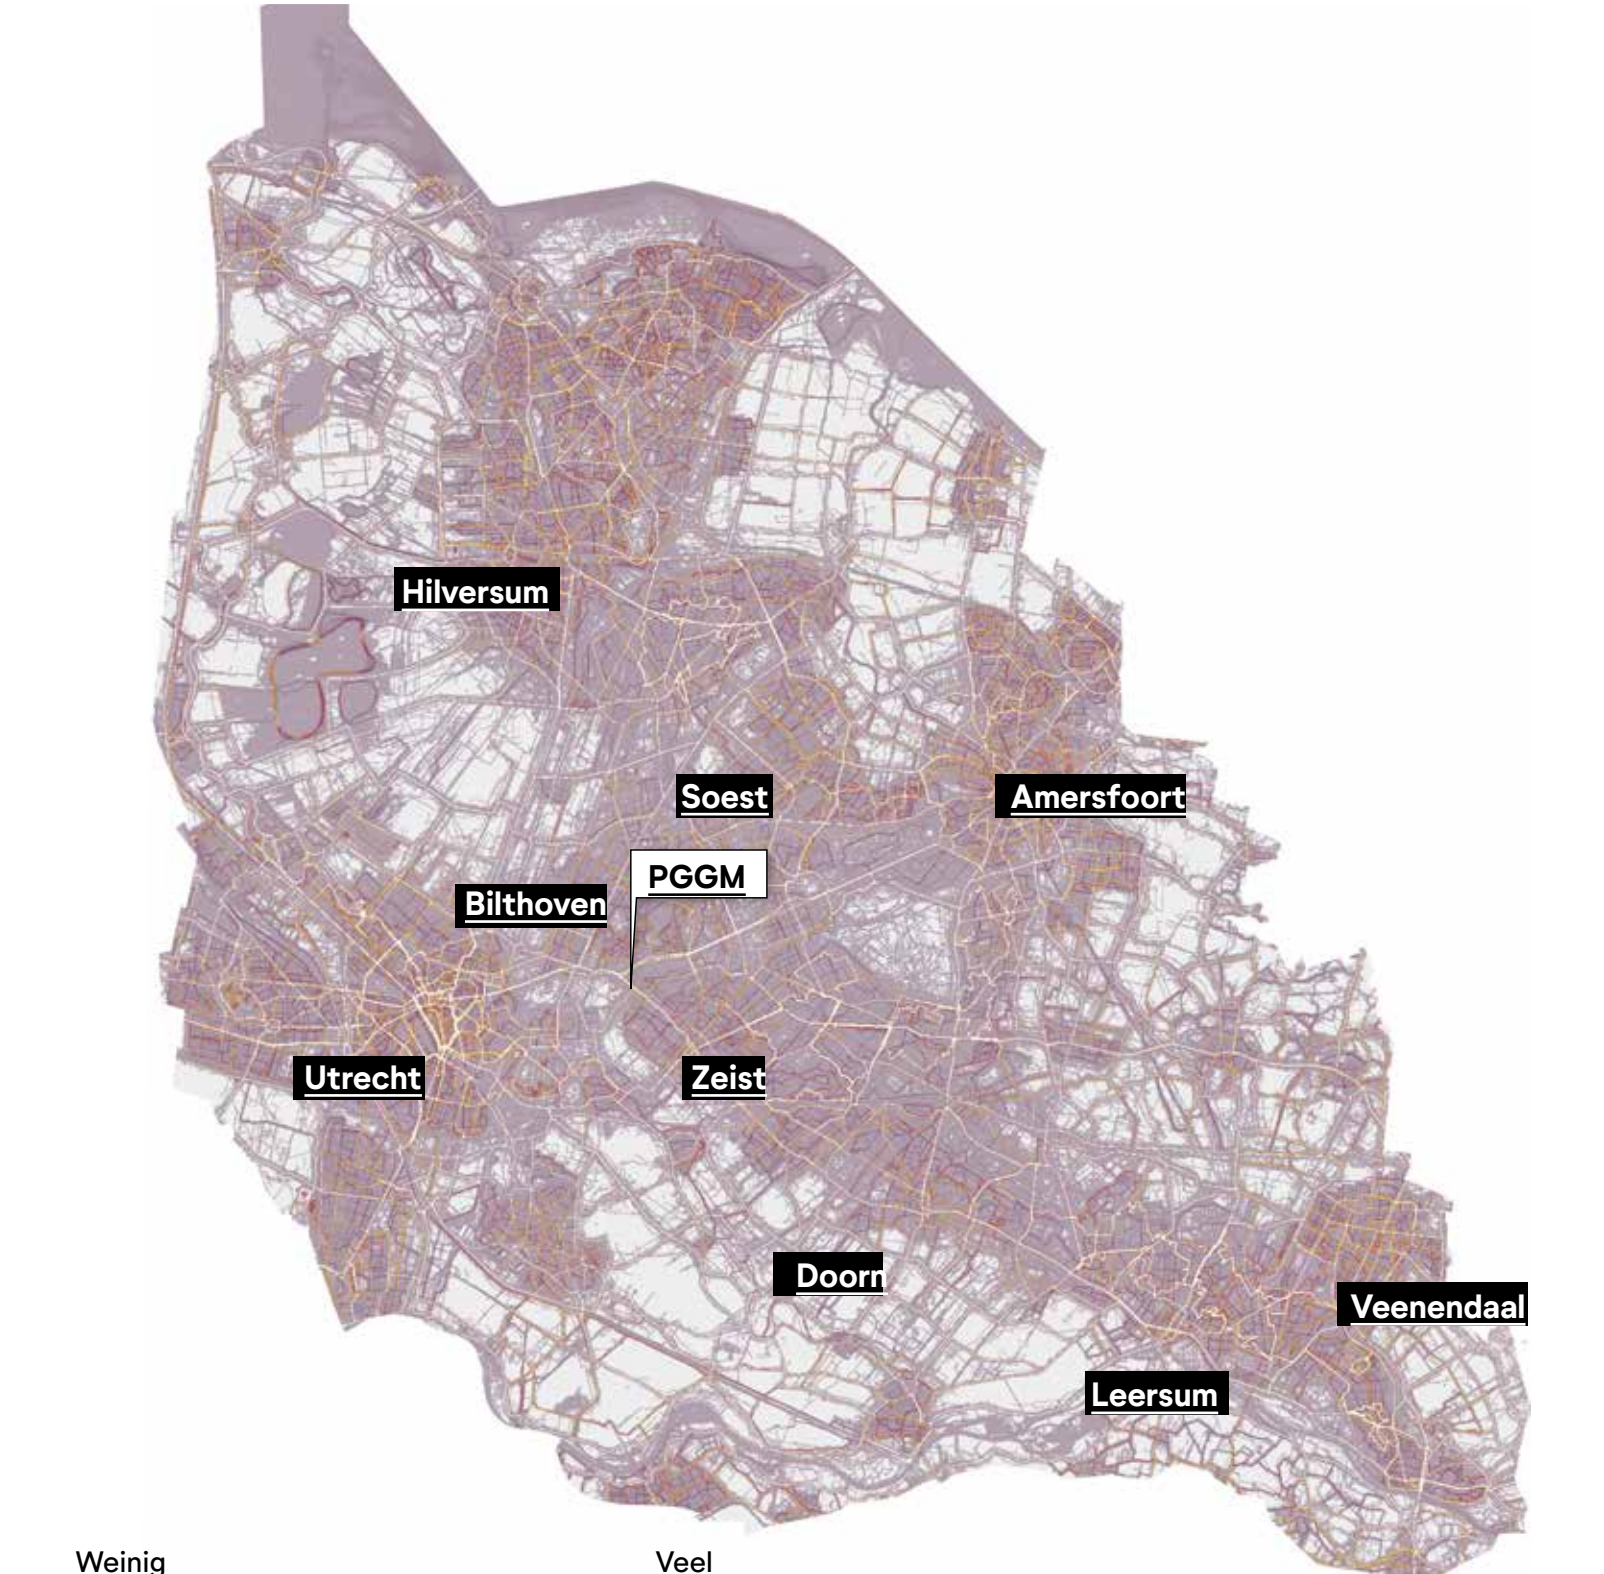 Hilversum
Soest
Amersfoort
PGGM
Bilthoven
Utrecht
Zeist
Doorn
Veenendaal
Leersum
Weinig
Veel